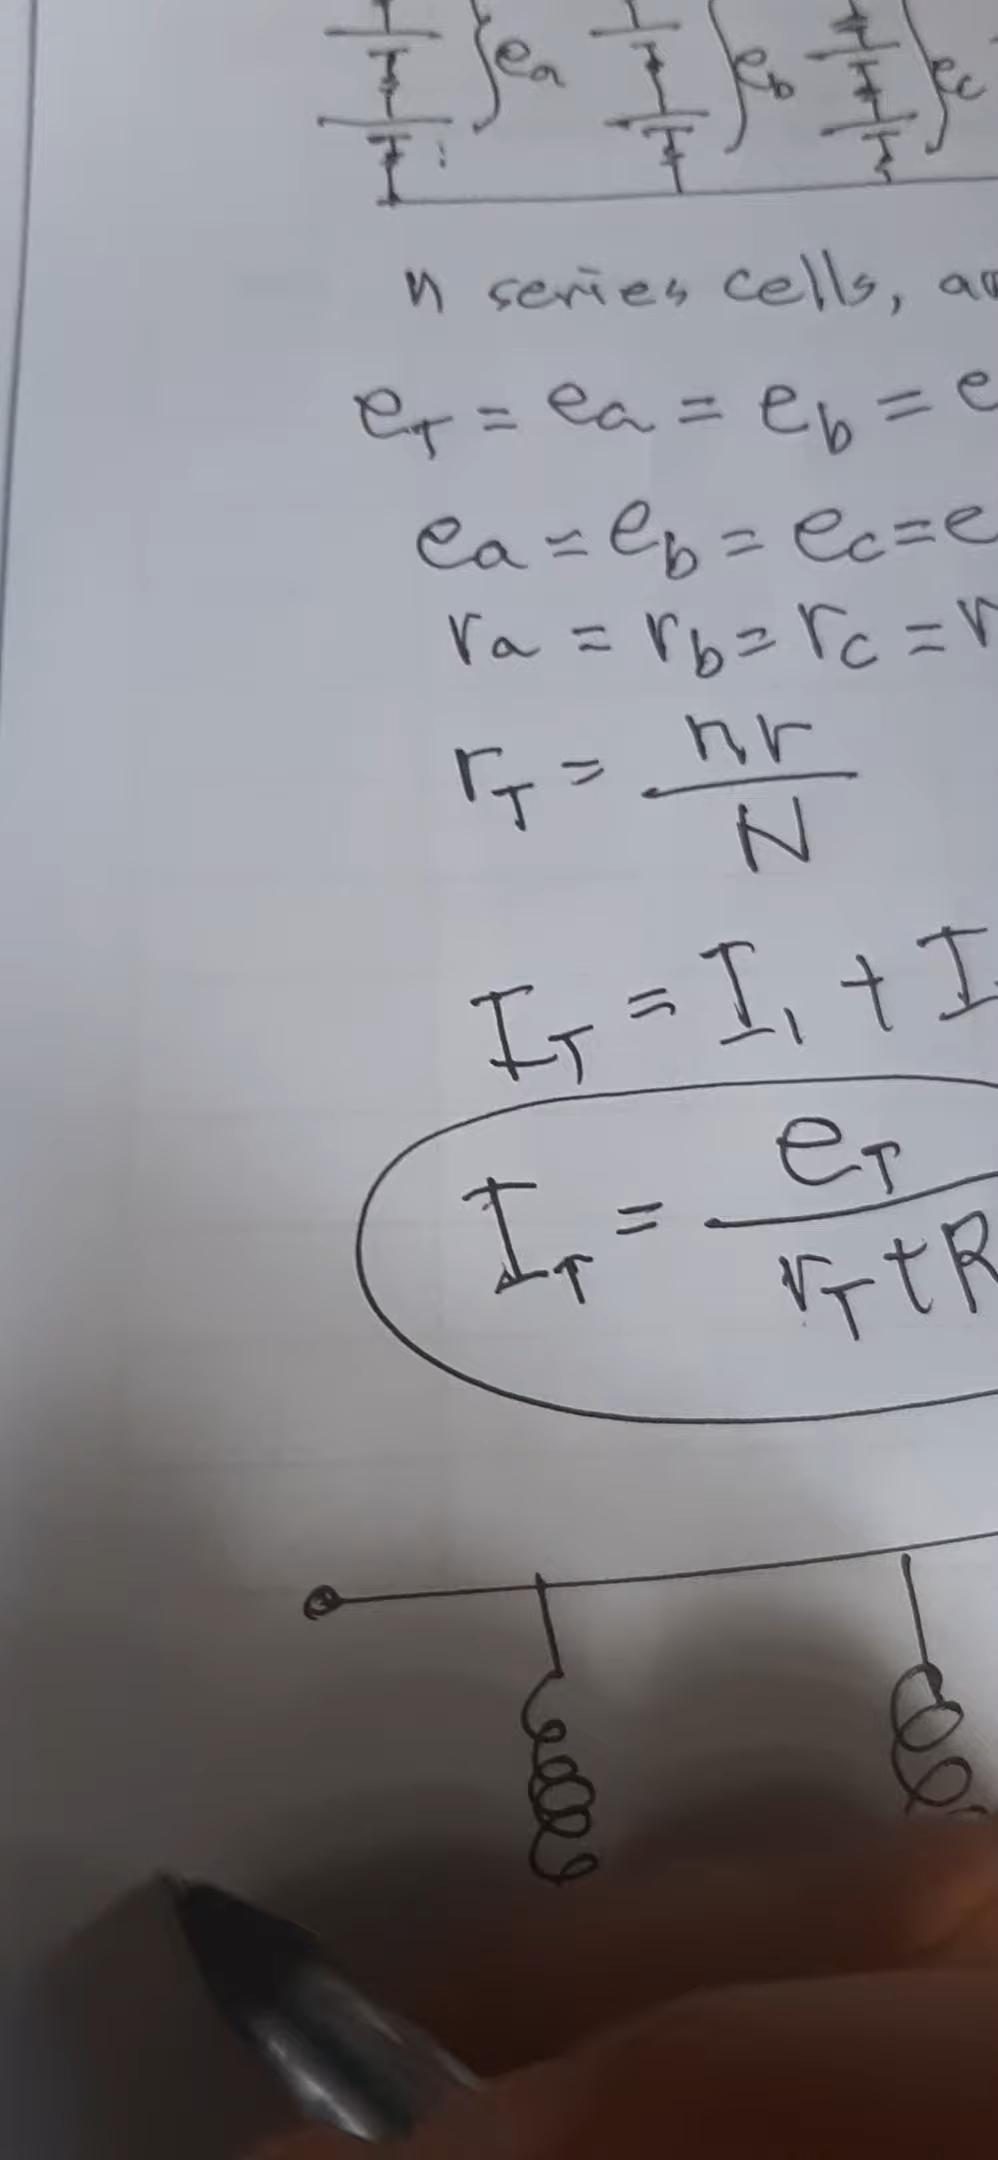 ea eb ec
n series cells,
eT = ea = eb = e
ea = eb = ec = e
ra = rb = rc = r
rT = nr / N
IT = I1 + I
IT = eT / rT + R